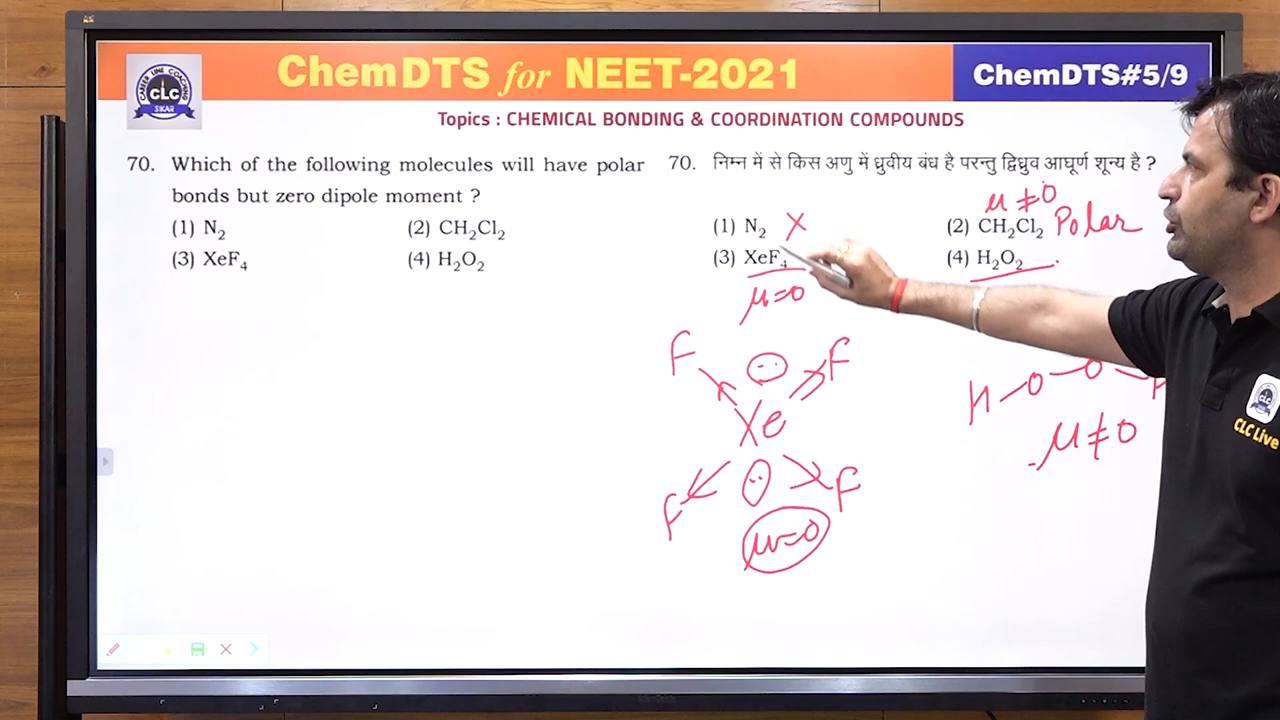 ChemDTS for NEET-2021
ChemDTS#5/9
CLC
SIKAR
Topics : CHEMICAL BONDING & COORDINATION COMPOUNDS
70. Which of the following molecules will have polar
bonds but zero dipole moment ?
(1) N₂ (2) CH₂Cl₂
(3) XeF₄ (4) H₂O₂
70. निम्न में से किस अणु में ध्रुवीय बंध है परन्तु द्विध्रुव आघूर्ण शून्य है ?
μ ≠ 0
(1) N₂ X (2) CH₂Cl₂ Polar
(3) XeF₄ (4) H₂O₂
μ=0
F F
Xe
F F
μ=0
H-O-O-
μ≠0
CLC
CLC Live